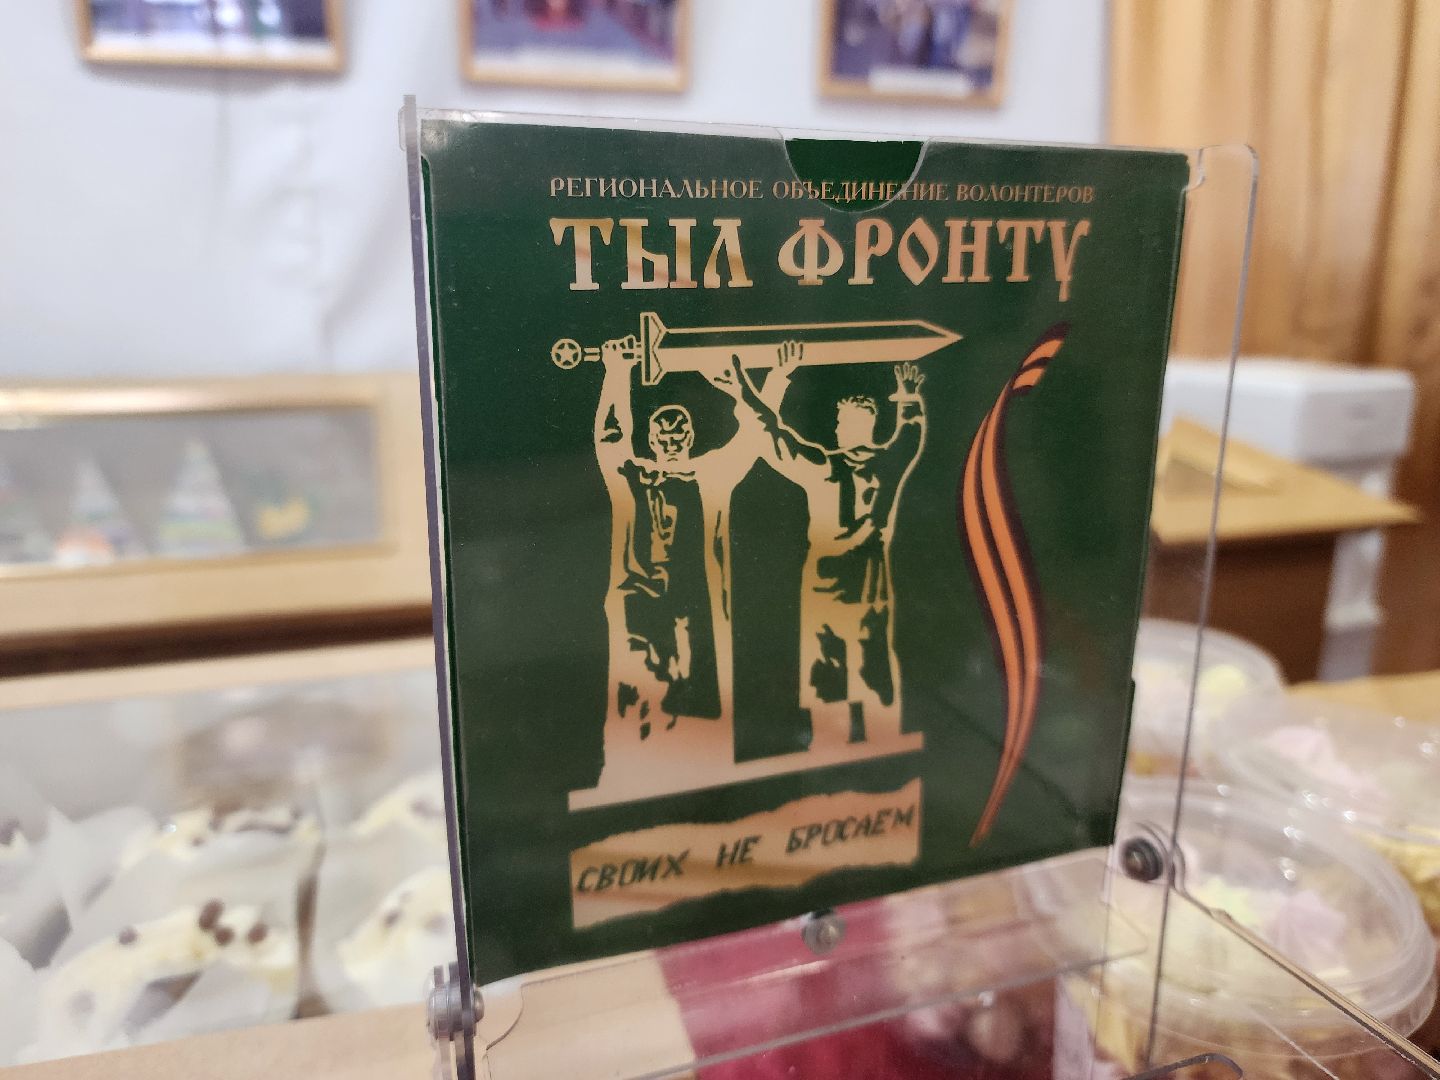 РЕГИОНАЛЬНОЕ ОБЪЕДИНЕНИЕ ВОЛОНТЕРОВ
ТЫЛ ФРОНТУ
СВОИХ НЕ БРОСАЕМ